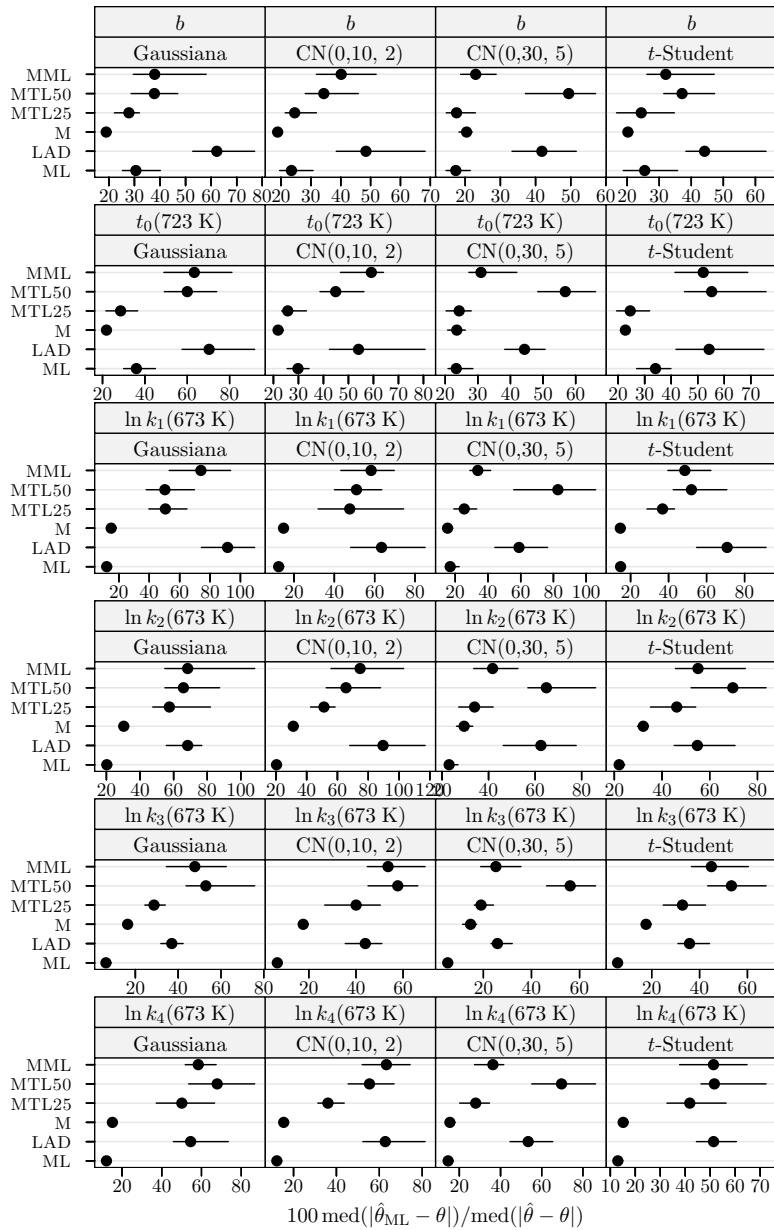 b b b b
Gaussiana CN(0,10, 2) CN(0,30, 5) t-Student
MML
MTL50
MTL25
M
LAD
ML
20 30 40 50 60 70 20 30 40 50 60 70 20 30 40 50 60 20 30 40 50 60
t₀(723 K) t₀(723 K) t₀(723 K) t₀(723 K)
Gaussiana CN(0,10, 2) CN(0,30, 5) t-Student
MML
MTL50
MTL25
M
LAD
ML
20 40 60 80 20 30 40 50 60 70 80 20 30 40 50 60 20 30 40 50 60 70
ln k₁(673 K) ln k₁(673 K) ln k₁(673 K) ln k₁(673 K)
Gaussiana CN(0,10, 2) CN(0,30, 5) t-Student
MML
MTL50
MTL25
M
LAD
ML
20 40 60 80 100 20 40 60 80 20 40 60 80 100 20 40 60 80
ln k₂(673 K) ln k₂(673 K) ln k₂(673 K) ln k₂(673 K)
Gaussiana CN(0,10, 2) CN(0,30, 5) t-Student
MML
MTL50
MTL25
M
LAD
ML
20 40 60 80 100 20 40 60 80 100 120 20 40 60 80 20 40 60 80
ln k₃(673 K) ln k₃(673 K) ln k₃(673 K) ln k₃(673 K)
Gaussiana CN(0,10, 2) CN(0,30, 5) t-Student
MML
MTL50
MTL25
M
LAD
ML
20 40 60 80 20 40 60 20 40 60 20 40 60
ln k₄(673 K) ln k₄(673 K) ln k₄(673 K) ln k₄(673 K)
Gaussiana CN(0,10, 2) CN(0,30, 5) t-Student
MML
MTL50
MTL25
M
LAD
ML
20 40 60 80 20 40 60 80 20 40 60 80 10 20 30 40 50 60 70
100 med(|θ̂_ML − θ|)/med(|θ̂ − θ|)